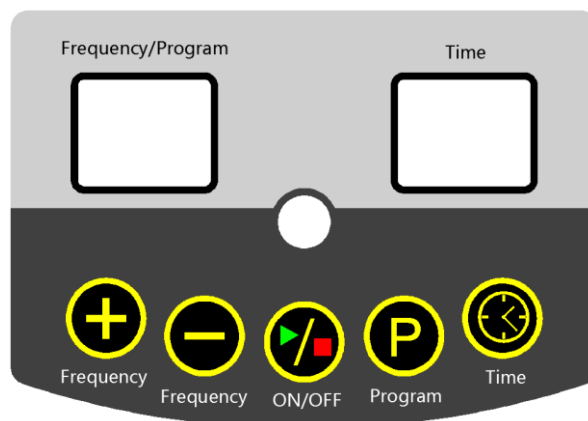 Frequency/Program
Time
P
Frequency
Frequency
ON/OFF
Program
Time